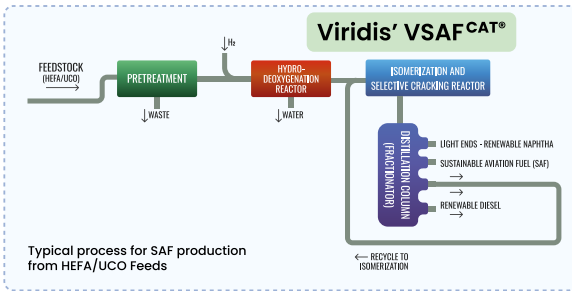 Viridis’ VSAF CAT®
H₂
FEEDSTOCK
(HEFA/UCO)
PRETREATMENT
HYDRO-
DEOXYGENATION
REACTOR
ISOMERIZATION AND
SELECTIVE CRACKING REACTOR
WASTE
WATER
DISTILLATION COLUMN
(FRACTIONATOR)
LIGHT ENDS - RENEWABLE NAPHTHA
SUSTAINABLE AVIATION FUEL (SAF)
RENEWABLE DIESEL
RECYCLE TO
ISOMERIZATION
Typical process for SAF production
from HEFA/UCO Feeds